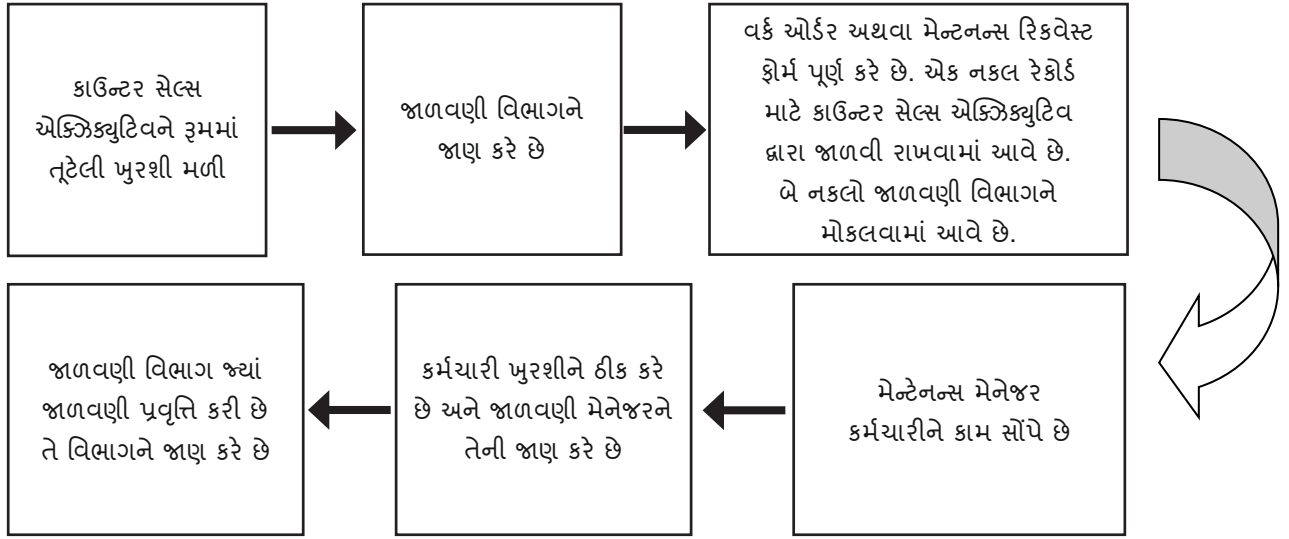 કાઉન્ટર સેલ્સ
એક્ઝિક્યુટિવને રૂમમાં
તૂટેલી ખુરશી મળી
જાળવણી વિભાગને
જાણ કરે છે
વર્ક ઓર્ડર અથવા મેન્ટનન્સ રિકવેસ્ટ
ફોર્મ પૂર્ણ કરે છે. એક નકલ રેકોર્ડ
માટે કાઉન્ટર સેલ્સ એક્ઝિક્યુટિવ
દ્વારા જાળવી રાખવામાં આવે છે.
બે નકલો જાળવણી વિભાગને
મોકલવામાં આવે છે.
મેન્ટેનન્સ મેનેજર
કર્મચારીને કામ સોંપે છે
કર્મચારી ખુરશીને ઠીક કરે
છે અને જાળવણી મેનેજરને
તેની જાણ કરે છે
જાળવણી વિભાગ જ્યાં
જાળવણી પ્રવૃત્તિ કરી છે
તે વિભાગને જાણ કરે છે